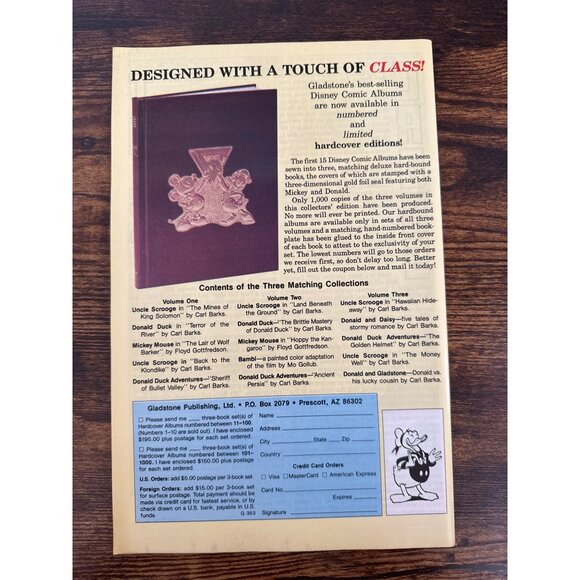 DESIGNED WITH A TOUCH OF CLASS!
Gladstone's best-selling
Disney Comic Albums
are now available in
numbered
and
limited
hardcover editions!
The first 15 Disney Comic Albums have been
sewn into three, matching deluxe hard-bound
books, the covers of which are stamped with a
three-dimensional gold foil seal featuring both
Mickey and Donald.
Only 1,000 copies of the three volumes in
this collectors' edition have been produced.
No more will ever be printed. Our hardbound
albums are available only in sets of all three
volumes and a matching, hand-numbered book-
plate has been glued to the inside front cover
of each book to attest to the exclusivity of your
set. The lowest numbers will go to those orders
we receive first, so don't delay too long. Better
yet, fill out the coupon below and mail it today!
Contents of the Three Matching Collections
Volume One
Uncle Scrooge in "The Mines of
King Solomon" by Carl Barks.
Donald Duck in "Terror of the
River" by Carl Barks.
Mickey Mouse in "The Lair of Wolf
Barker" by Floyd Gottfredson.
Uncle Scrooge in "Back to the
Klondike" by Carl Barks.
Donald Duck Adventures—"Sheriff
of Bullet Valley" by Carl Barks.
Volume Two
Uncle Scrooge in "Land Beneath
the Ground" by Carl Barks.
Donald Duck—"The Brittle Mastery
of Donald Duck" by Carl Barks.
Mickey Mouse in "Hoppy the Kan-
garoo" by Floyd Gottfredson.
Bambi—a painted color adaptation
of the film by Mo Gollub.
Donald Duck Adventures—"Ancient
Persia" by Carl Barks.
Volume Three
Uncle Scrooge in "Hawaiian Hide-
away" by Carl Barks.
Donald and Daisy—five tales of
stormy romance by Carl Barks.
Donald Duck Adventures—"The
Golden Helmet" by Carl Barks.
Uncle Scrooge in "The Money
Well" by Carl Barks.
Donald and Gladstone—Donald vs.
his lucky cousin by Carl Barks.
Gladstone Publishing, Ltd. • P.O. Box 2079 • Prescott, AZ 86302
□ Please send me ____ three-book set(s) of
Hardcover Albums numbered between 11-100.
(Numbers 1-10 are sold out). I have enclosed
$195.00 plus postage for each set ordered.
□ Please send me ____ three-book set(s) of
Hardcover Albums numbered between 101-
1000. I have enclosed $150.00 plus postage
for each set ordered.
U.S. Orders: add $5.00 postage per 3-book set.
Foreign Orders: add $15.00 per 3-book set
for surface postage. Total payment should be
made via credit card for fastest service, or by
check drawn on a U.S. bank, payable in U.S.
funds.
G 353
Name
Address
City State Zip
Country
Credit Card Orders
□ Visa □ MasterCard □ American Express
Card No.
Expires
Signature